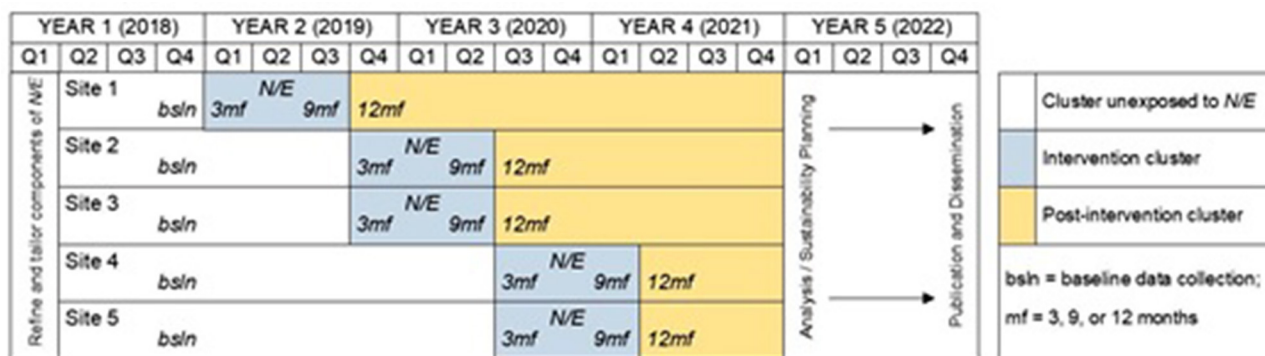 YEAR 1 (2018) YEAR 2 (2019) YEAR 3 (2020) YEAR 4 (2021) YEAR 5 (2022)
Q1 Q2 Q3 Q4 Q1 Q2 Q3 Q4 Q1 Q2 Q3 Q4 Q1 Q2 Q3 Q4 Q1 Q2 Q3 Q4
Refine and tailor components of N/E
Site 1 N/E
bsln 3mf 9mf 12mf
Site 2 N/E
bsln 3mf 9mf 12mf
Site 3 N/E
bsln 3mf 9mf 12mf
Site 4 N/E
bsln 3mf 9mf 12mf
Site 5 N/E
bsln 3mf 9mf 12mf
Analysis / Sustainability Planning
Publication and Dissemination
Cluster unexposed to N/E
Intervention cluster
Post-intervention cluster
bsln = baseline data collection;
mf = 3, 9, or 12 months